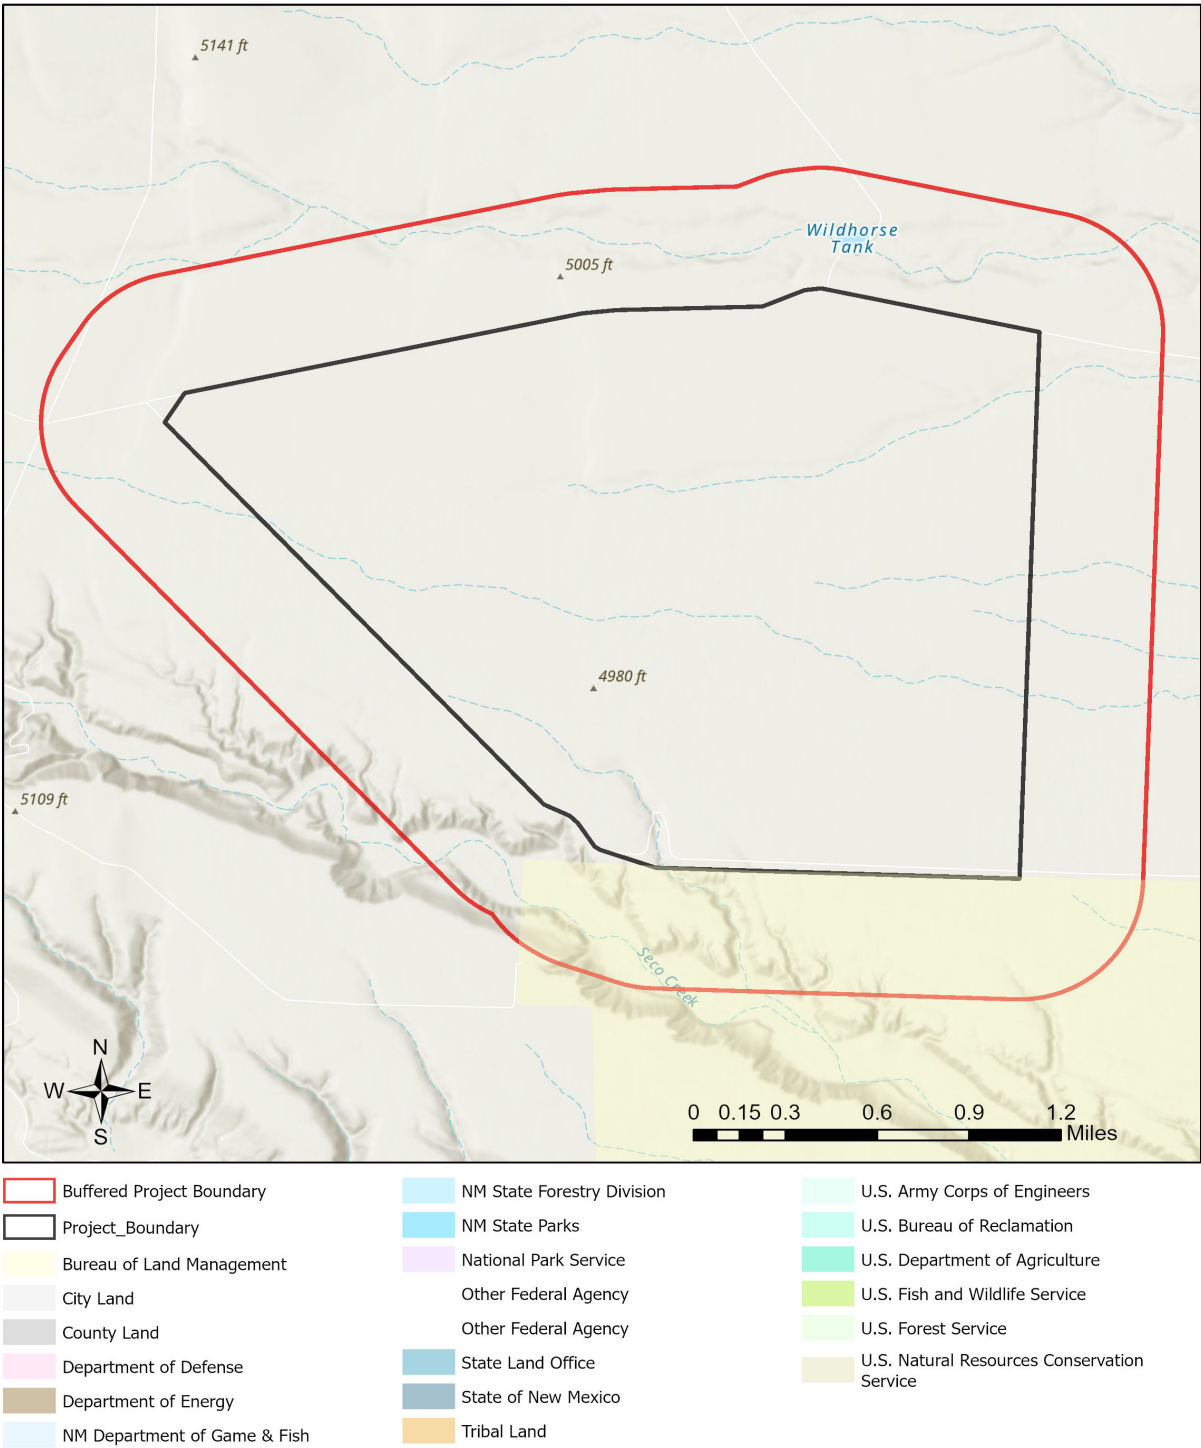 5141 ft
Wildhorse
Tank
5005 ft
4980 ft
5109 ft
Seco Creek
N
W E
S
0 0.15 0.3 0.6 0.9 1.2
Miles
Buffered Project Boundary
Project_Boundary
Bureau of Land Management
City Land
County Land
Department of Defense
Department of Energy
NM Department of Game & Fish
NM State Forestry Division
NM State Parks
National Park Service
Other Federal Agency
Other Federal Agency
State Land Office
State of New Mexico
Tribal Land
U.S. Army Corps of Engineers
U.S. Bureau of Reclamation
U.S. Department of Agriculture
U.S. Fish and Wildlife Service
U.S. Forest Service
U.S. Natural Resources Conservation
Service